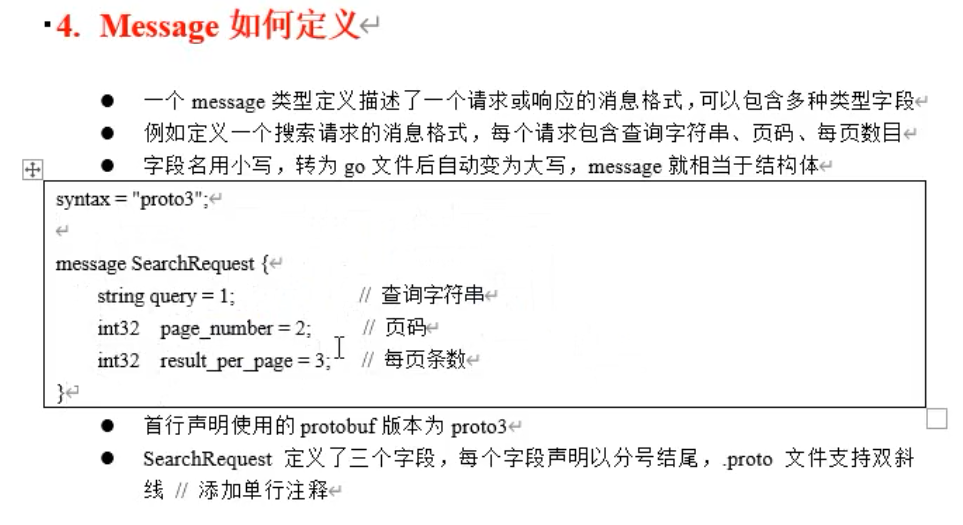 4. Message 如何定义
● 一个 message 类型定义描述了一个请求或响应的消息格式，可以包含多种类型字段
● 例如定义一个搜索请求的消息格式，每个请求包含查询字符串、页码、每页数目
● 字段名用小写，转为 go 文件后自动变为大写，message 就相当于结构体
syntax = "proto3";
message SearchRequest {
string query = 1; // 查询字符串
int32 page_number = 2; // 页码
int32 result_per_page = 3; // 每页条数
}
● 首行声明使用的 protobuf 版本为 proto3
● SearchRequest 定义了三个字段，每个字段声明以分号结尾，.proto 文件支持双斜
线 // 添加单行注释